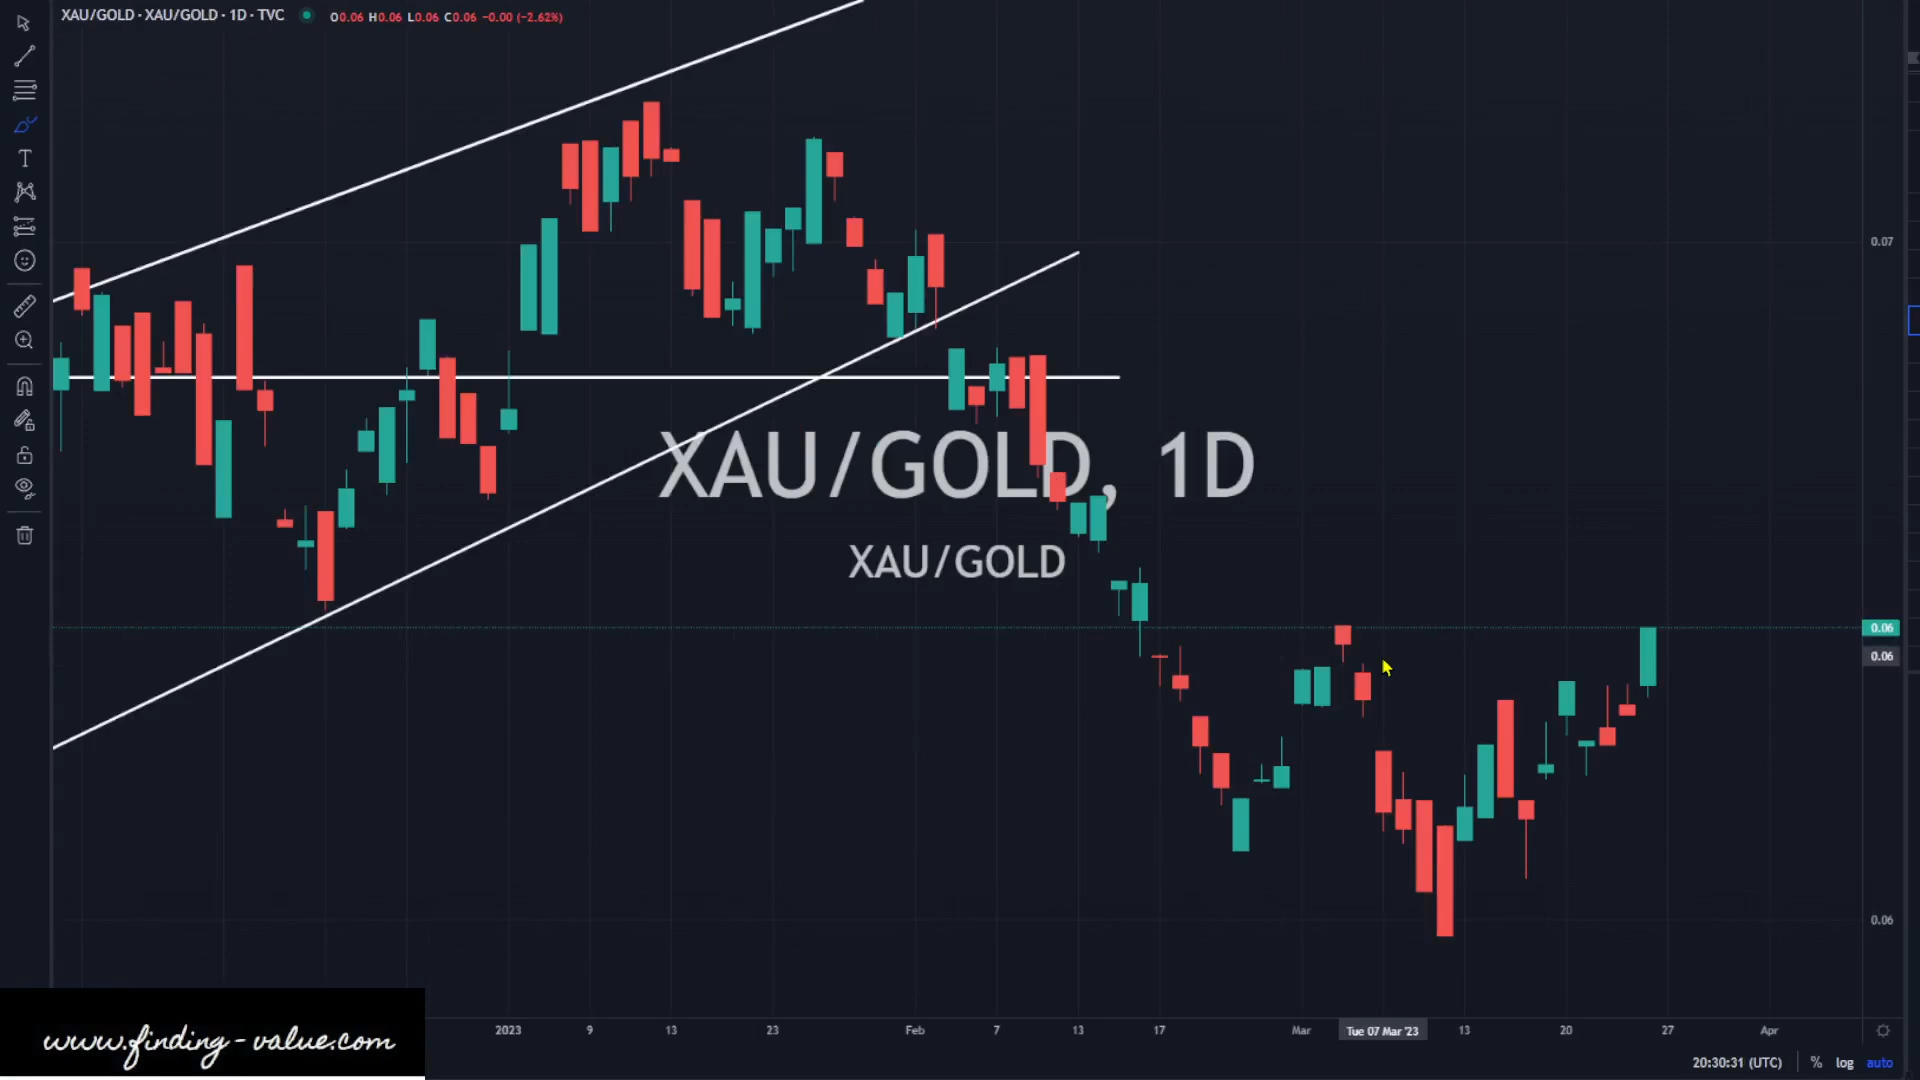 XAU/GOLD · XAU/GOLD · 1D · TVC O0.06 H0.06 L0.06 C0.06 −0.00 (−2.62%)
0.07
XAU/GOLD, 1D
XAU/GOLD
0.06
0.06
0.06
2023 9 13 23 Feb 7 13 17 Mar Tue 07 Mar '23 13 20 27 Apr
www.finding-value.com
20:30:31 (UTC) % log auto